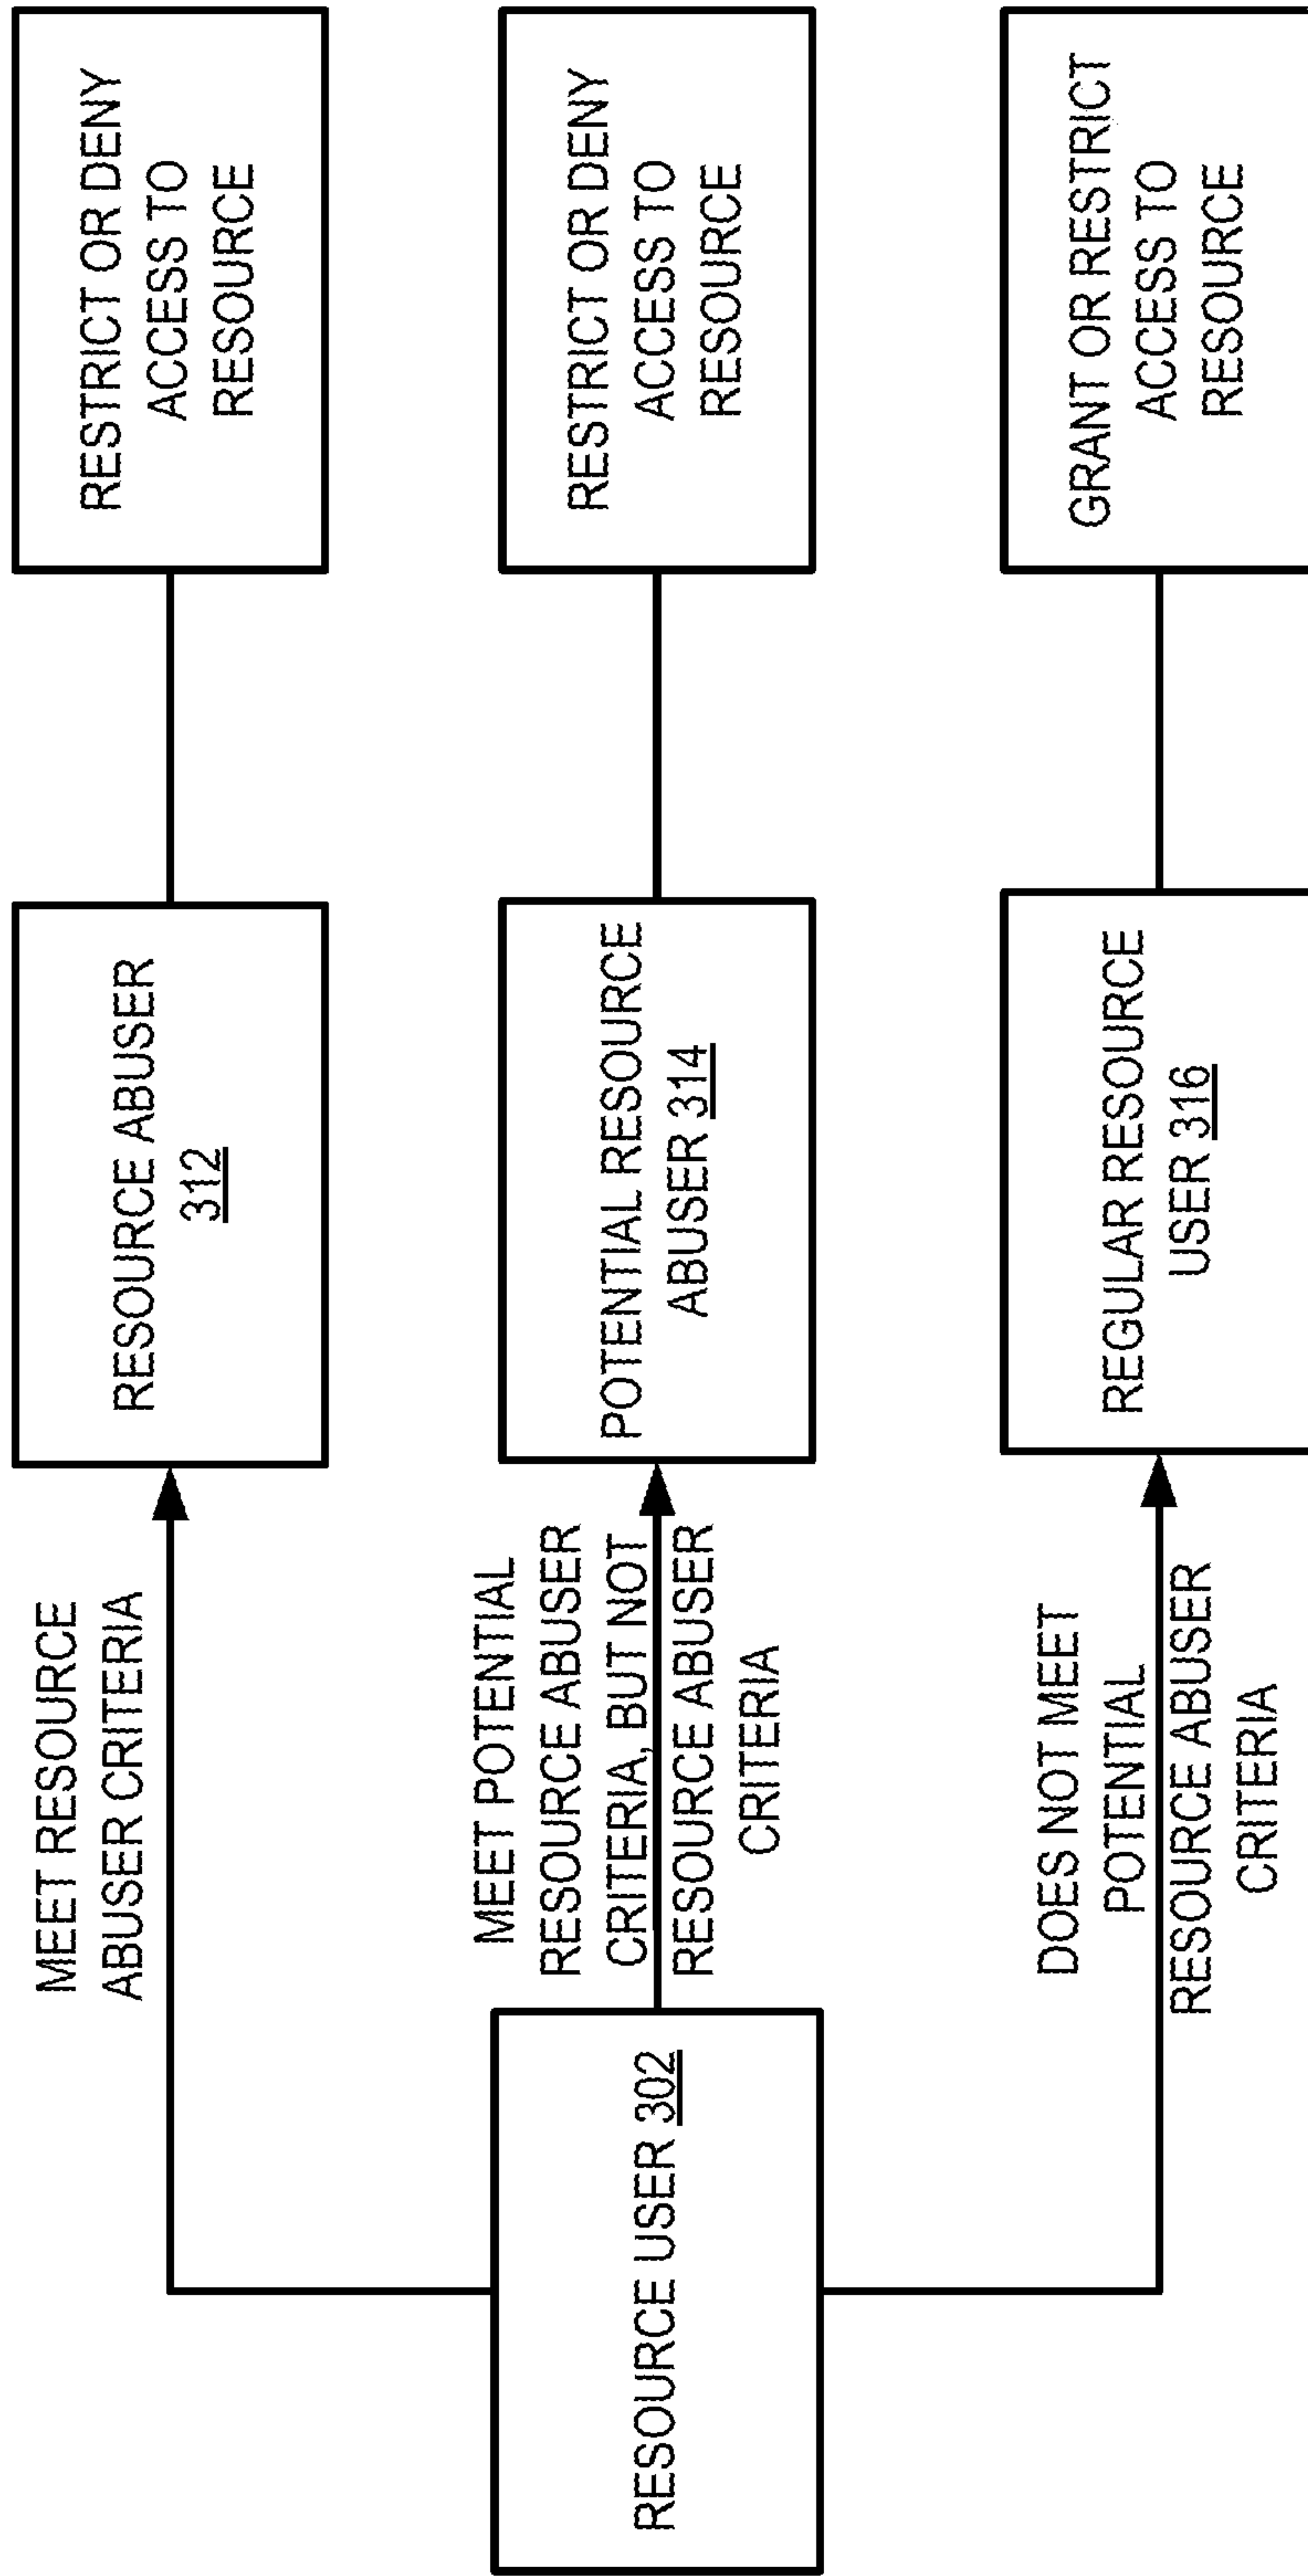 MEET RESOURCE
ABUSER CRITERIA
RESOURCE ABUSER
312
RESTRICT OR DENY
ACCESS TO
RESOURCE
RESOURCE USER 302
MEET POTENTIAL
RESOURCE ABUSER
CRITERIA, BUT NOT
RESOURCE ABUSER
CRITERIA
POTENTIAL RESOURCE
ABUSER 314
RESTRICT OR DENY
ACCESS TO
RESOURCE
DOES NOT MEET
POTENTIAL
RESOURCE ABUSER
CRITERIA
REGULAR RESOURCE
USER 316
GRANT OR RESTRICT
ACCESS TO
RESOURCE